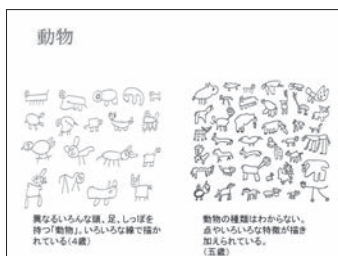 動物
異なるいろんな頭、足、しっぽを
持つ「動物」。いろいろな線で描か
れている(4歳)
動物の種類はわからない。
点やいろいろな特徴が描き
加えられている。
(五歳)